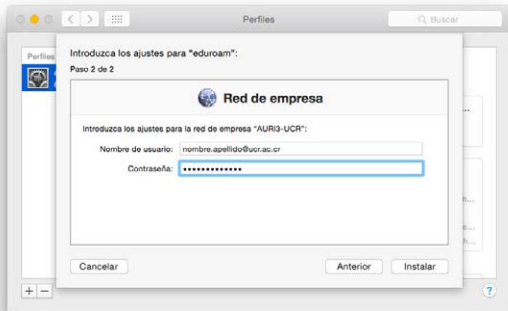 Perfiles
Buscar
Perfiles
Introduzca los ajustes para "eduroam":
Paso 2 de 2
Red de empresa
Introduzca los ajustes para la red de empresa "AURI3-UCR":
Nombre de usuario: nombre.apellido@ucr.ac.cr
Contraseña: •••••••••••••
Cancelar
Anterior
Instalar
+ −
?